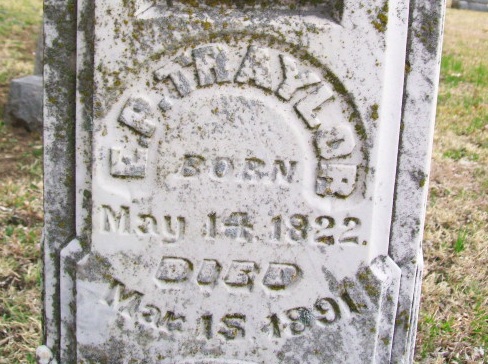 E. C. TRAYLOR
BORN
May 14, 1822.
DIED
Mar. 15 1891